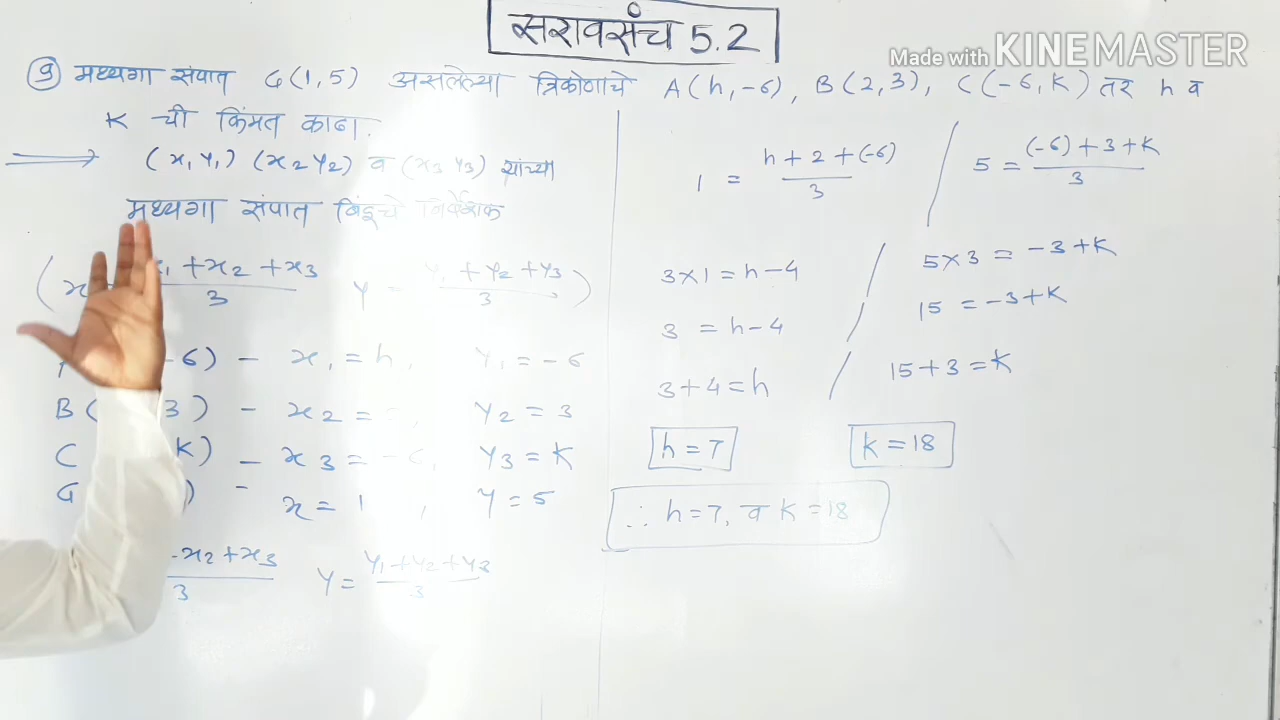 सरावसंच 5.2
Made with KINEMASTER
9) मध्यगा संपात G(1,5) असलेल्या त्रिकोणाचे A(h,-6), B(2,3), C(-6,K) तर h व
K ची किंमत काढा.
(x₁ y₁) (x₂ y₂) व (x₃ y₃) यांच्या
मध्यगा संपात बिंदूचे निर्देशक
x₁ + x₂ + x₃ / 3   y = y₁ + y₂ + y₃ / 3 )
-6) - x₁ = h, y₁ = -6
B( 3) - x₂ = y₂ = 3
C K) - x₃ = -6, y₃ = K
G ) - x = 1, y = 5
x₂ + x₃ / 3   y = y₁ + y₂ + y₃ / 3
1 = h + 2 + (-6) / 3
3×1 = h-4
3 = h-4
3+4 = h
h = 7
5 = (-6) + 3 + K / 3
5×3 = -3+K
15 = -3+K
15+3 = K
k = 18
∴ h=7, व K=18